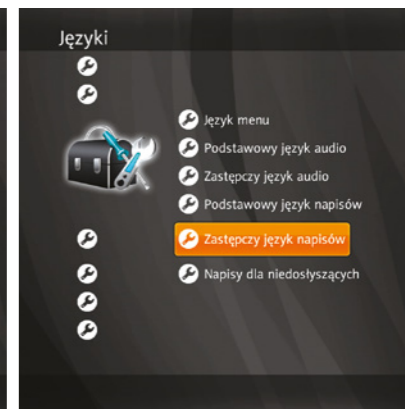 Języki
Język menu
Podstawowy język audio
Zastępczy język audio
Podstawowy język napisów
Zastępczy język napisów
Napisy dla niedosłyszących